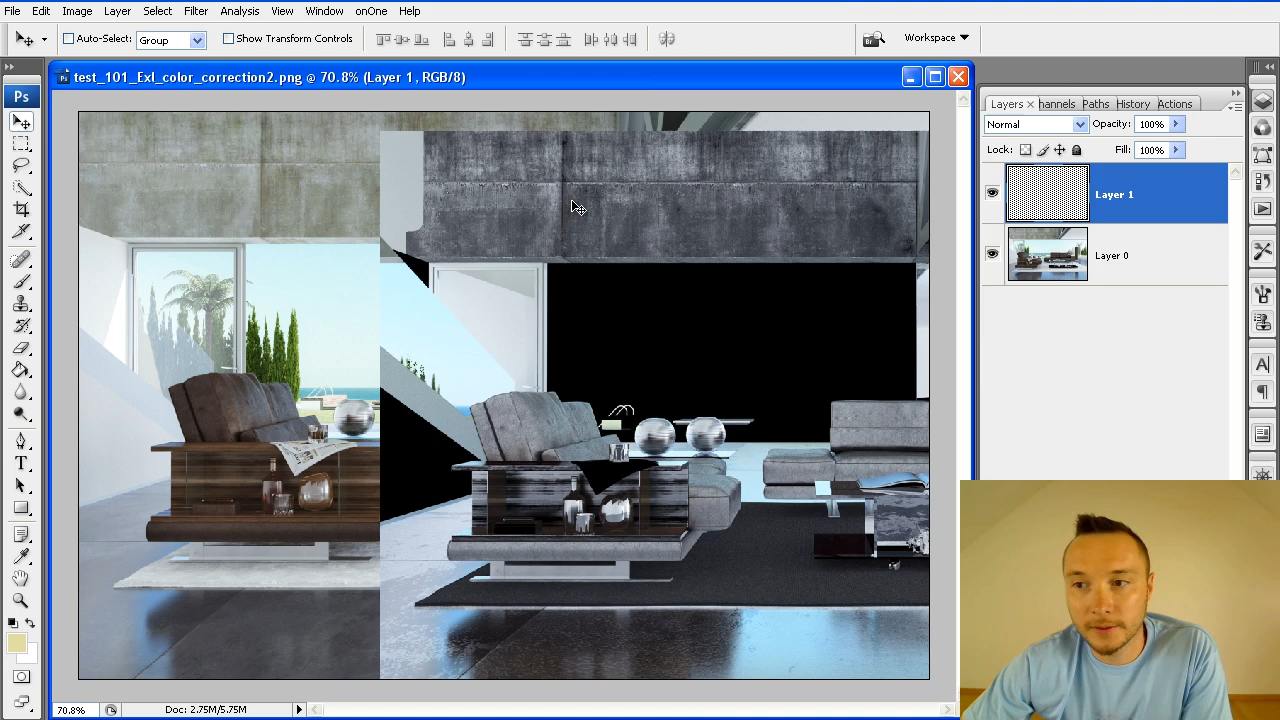 File Edit Image Layer Select Filter Analysis View Window onOne Help
Auto-Select: Group Show Transform Controls Workspace
Br
Ps
test_101_Exl_color_correction2.png @ 70.8% (Layer 1, RGB/8)
Layers hannels Paths History Actions
Normal Opacity: 100%
Lock: Fill: 100%
Layer 1
Layer 0
T
A
70.8% Doc: 2.75M/5.75M